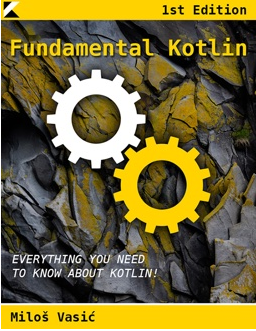 1st Edition
Fundamental Kotlin
EVERYTHING YOU NEED
TO KNOW ABOUT KOTLIN!
Miloš Vasić